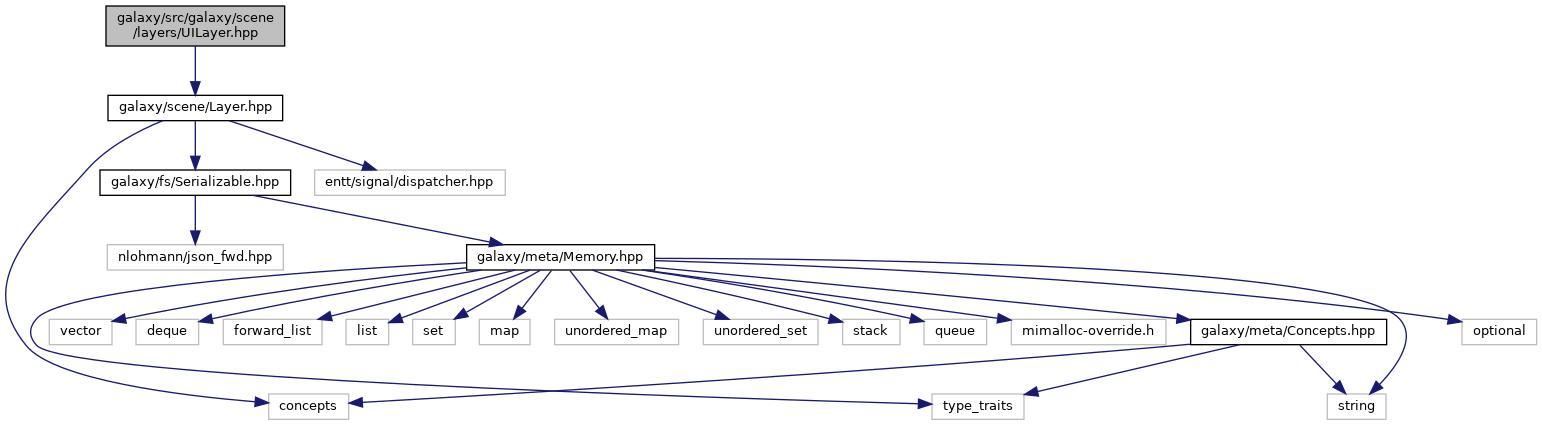 galaxy/src/galaxy/scene
/layers/UILayer.hpp
galaxy/scene/Layer.hpp
galaxy/fs/Serializable.hpp
entt/signal/dispatcher.hpp
nlohmann/json_fwd.hpp
galaxy/meta/Memory.hpp
vector
deque
forward_list
list
set
map
unordered_map
unordered_set
stack
queue
mimalloc-override.h
galaxy/meta/Concepts.hpp
optional
concepts
type_traits
string